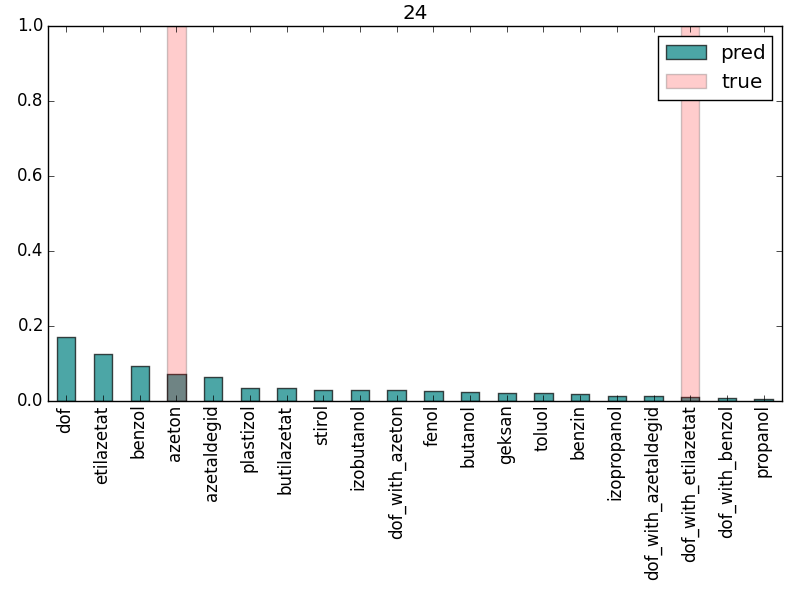 24
1.0
0.8
0.6
0.4
0.2
0.0
pred
true
dof
etilazetat
benzol
azeton
azetaldegid
plastizol
butilazetat
stirol
izobutanol
dof_with_azeton
fenol
butanol
geksan
toluol
benzin
izopropanol
dof_with_azetaldegid
dof_with_etilazetat
dof_with_benzol
propanol